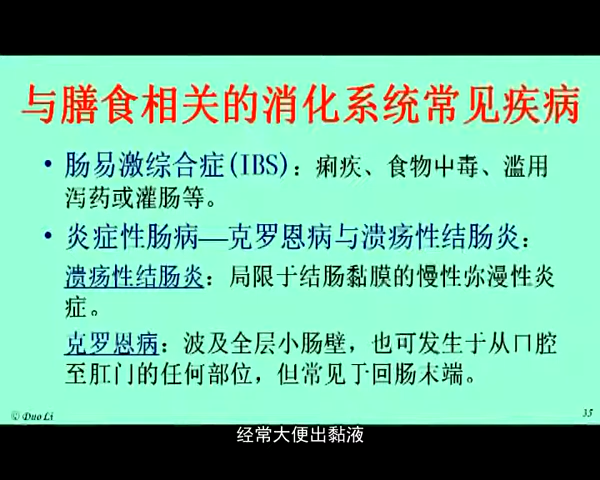 与膳食相关的消化系统常见疾病
• 肠易激综合症(IBS)：痢疾、食物中毒、滥用
泻药或灌肠等。
• 炎症性肠病—克罗恩病与溃疡性结肠炎：
溃疡性结肠炎：局限于结肠黏膜的慢性弥漫性炎
症。
克罗恩病：波及全层小肠壁，也可发生于从口腔
至肛门的任何部位，但常见于回肠末端。
© Duo Li
35
经常大便出黏液